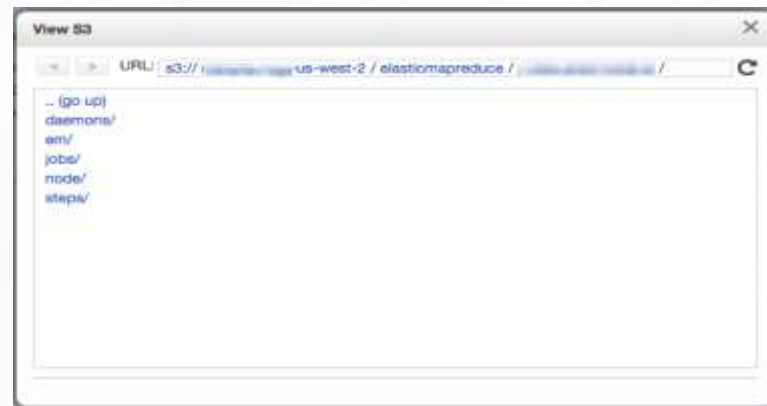 View S3
URL: s3:// us-west-2 / elasticmapreduce / /
.. (go up)
daemons/
em/
jobs/
node/
steps/